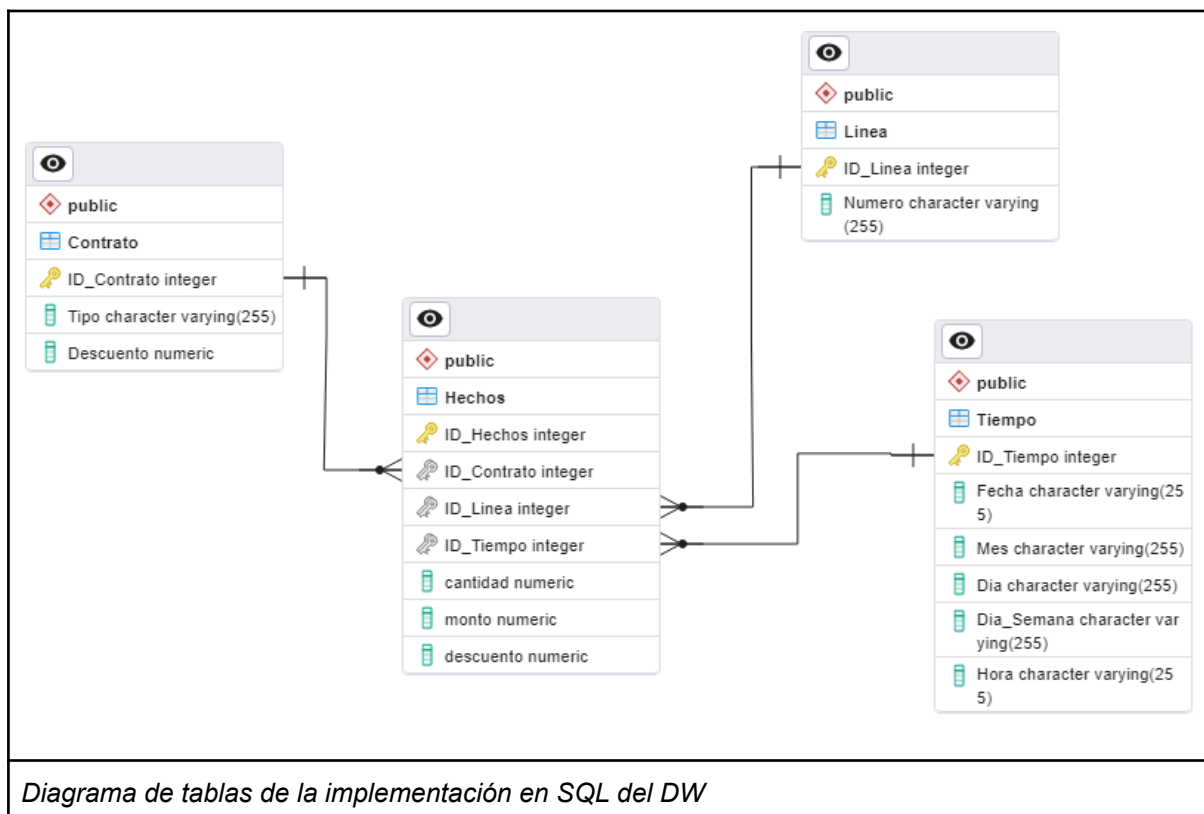 public
Contrato
ID_Contrato integer
Tipo character varying(255)
Descuento numeric
public
Hechos
ID_Hechos integer
ID_Contrato integer
ID_Linea integer
ID_Tiempo integer
cantidad numeric
monto numeric
descuento numeric
public
Linea
ID_Linea integer
Numero character varying
(255)
public
Tiempo
ID_Tiempo integer
Fecha character varying(25
5)
Mes character varying(255)
Dia character varying(255)
Dia_Semana character var
ying(255)
Hora character varying(25
5)
Diagrama de tablas de la implementación en SQL del DW